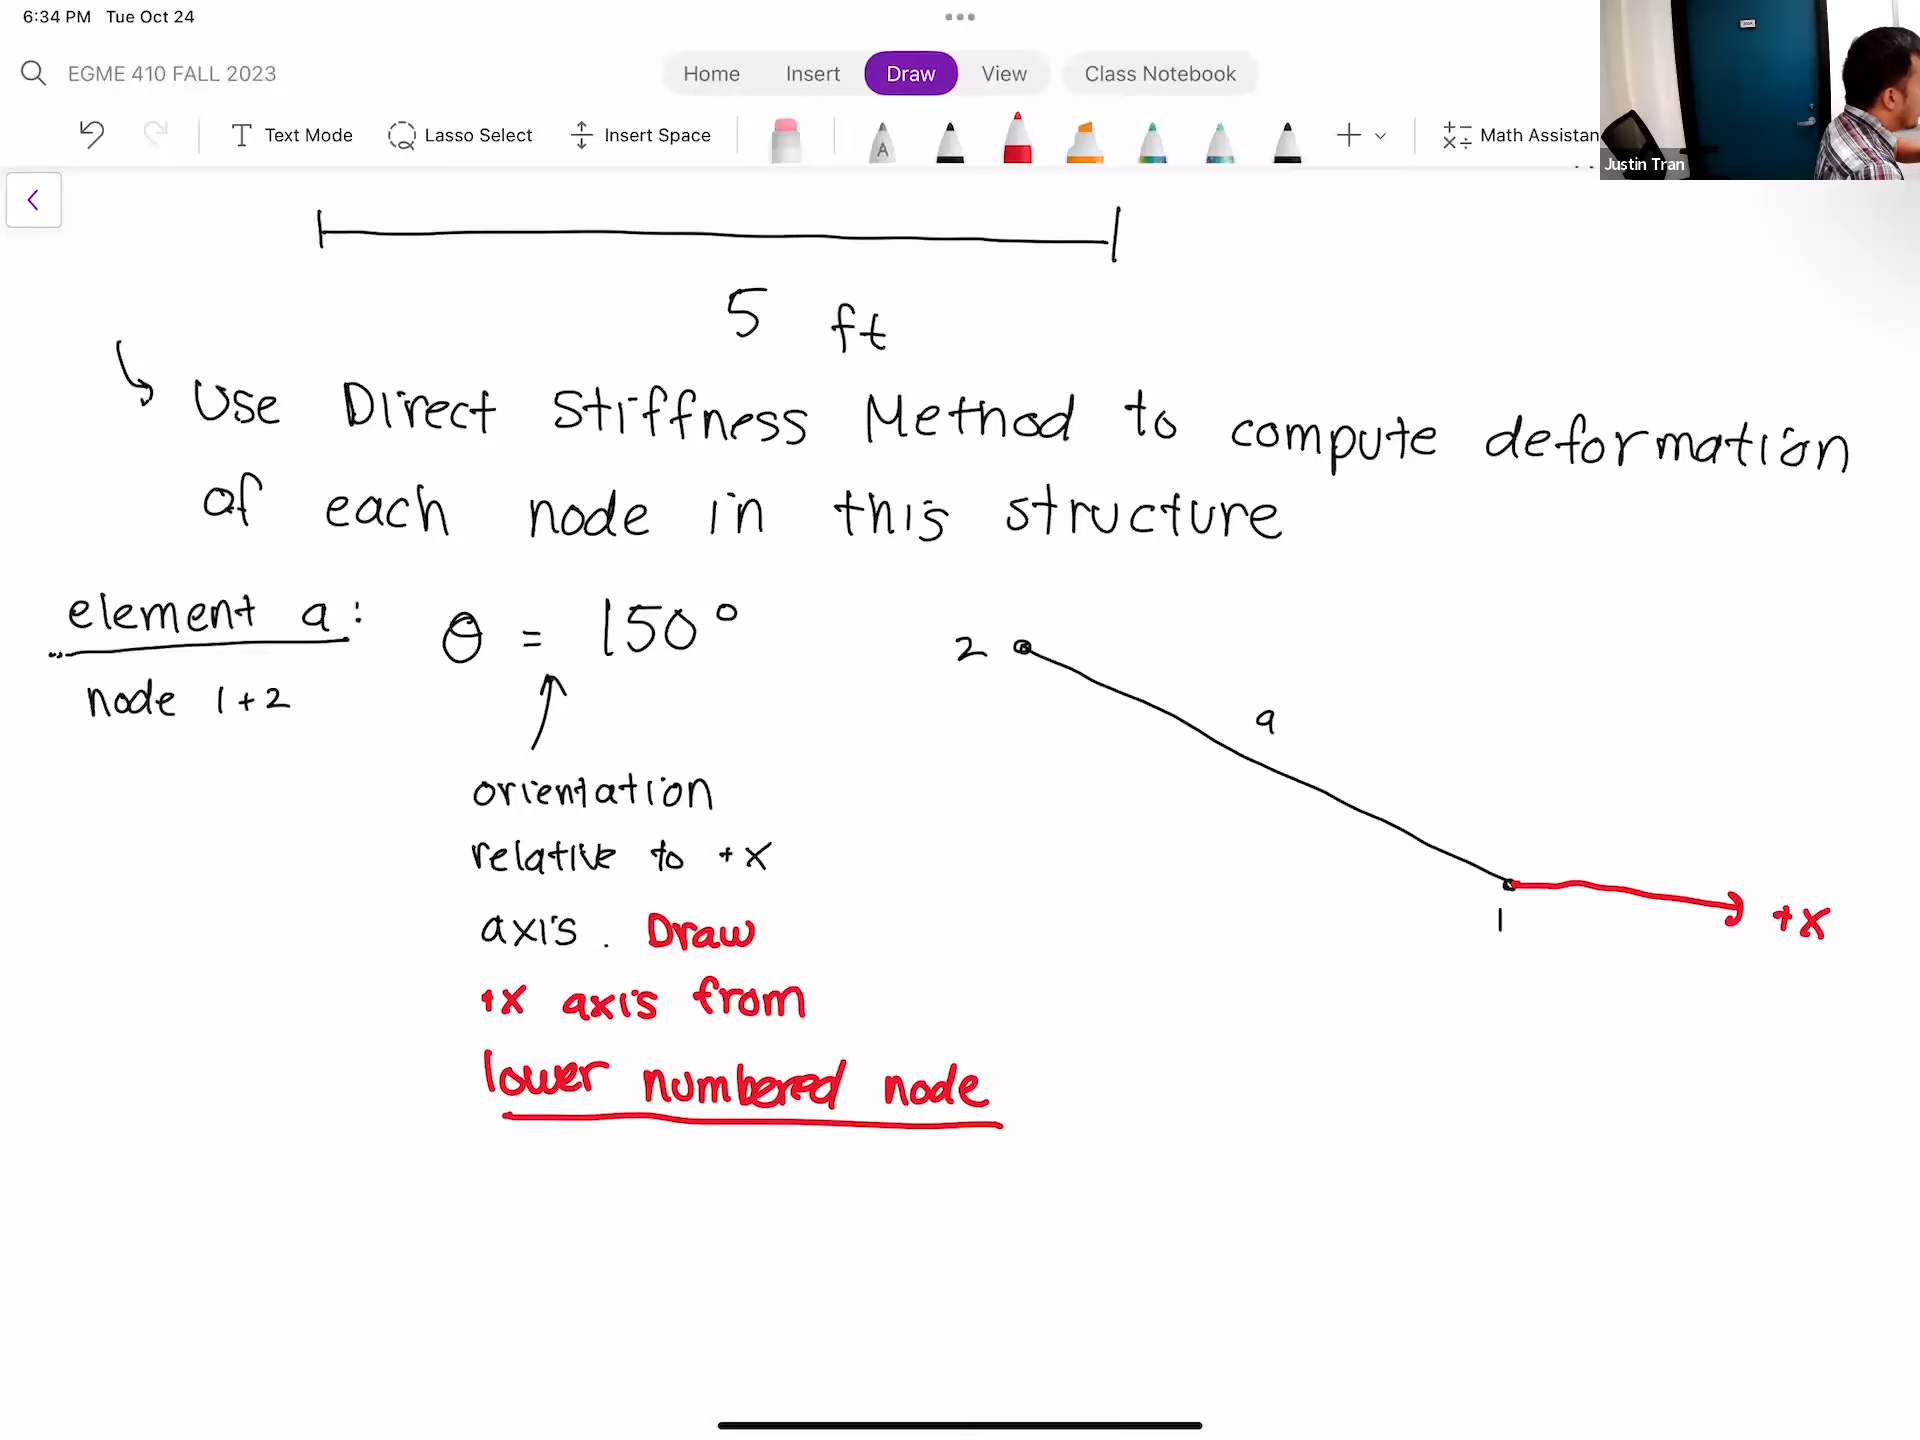 6:34 PM Tue Oct 24
EGME 410 FALL 2023
Home Insert Draw View Class Notebook
Text Mode Lasso Select Insert Space A Math Assistan
Justin Tran
5 ft
Use Direct Stiffness Method to compute deformation
of each node in this structure
element a: θ = 150°
node 1+2
orientation
relative to +x
axis. Draw
+x axis from
lower numbered node
2
a
1
+x